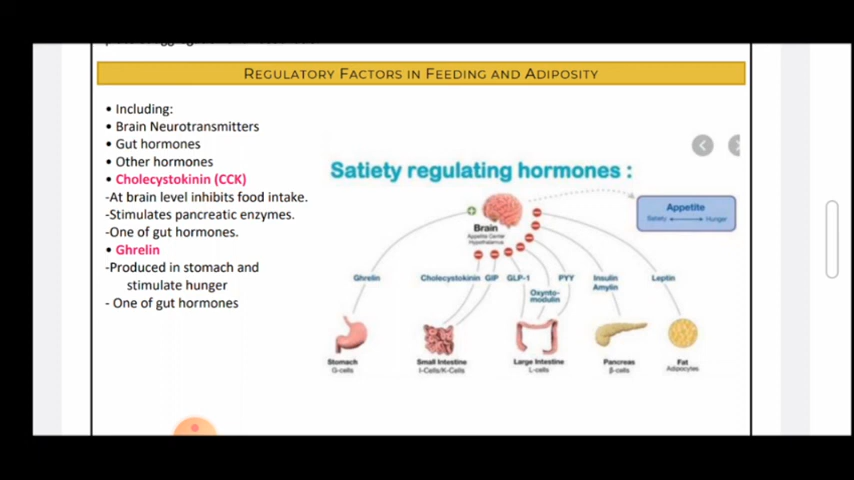 REGULATORY FACTORS IN FEEDING AND ADIPOSITY
• Including:
• Brain Neurotransmitters
• Gut hormones
• Other hormones
• Cholecystokinin (CCK)
-At brain level inhibits food intake.
-Stimulates pancreatic enzymes.
-One of gut hormones.
• Ghrelin
-Produced in stomach and
stimulate hunger
- One of gut hormones
Satiety regulating hormones :
Brain
Appetite Center
Hypothalamus
Appetite
Satiety Hunger
Ghrelin
Cholecystokinin GIP GLP-1 PYY
Oxynto-
modulin
Insulin
Amylin
Leptin
Stomach
G-cells
Small Intestine
I-Cells/K-Cells
Large Intestine
L-cells
Pancreas
β-cells
Fat
Adipocytes